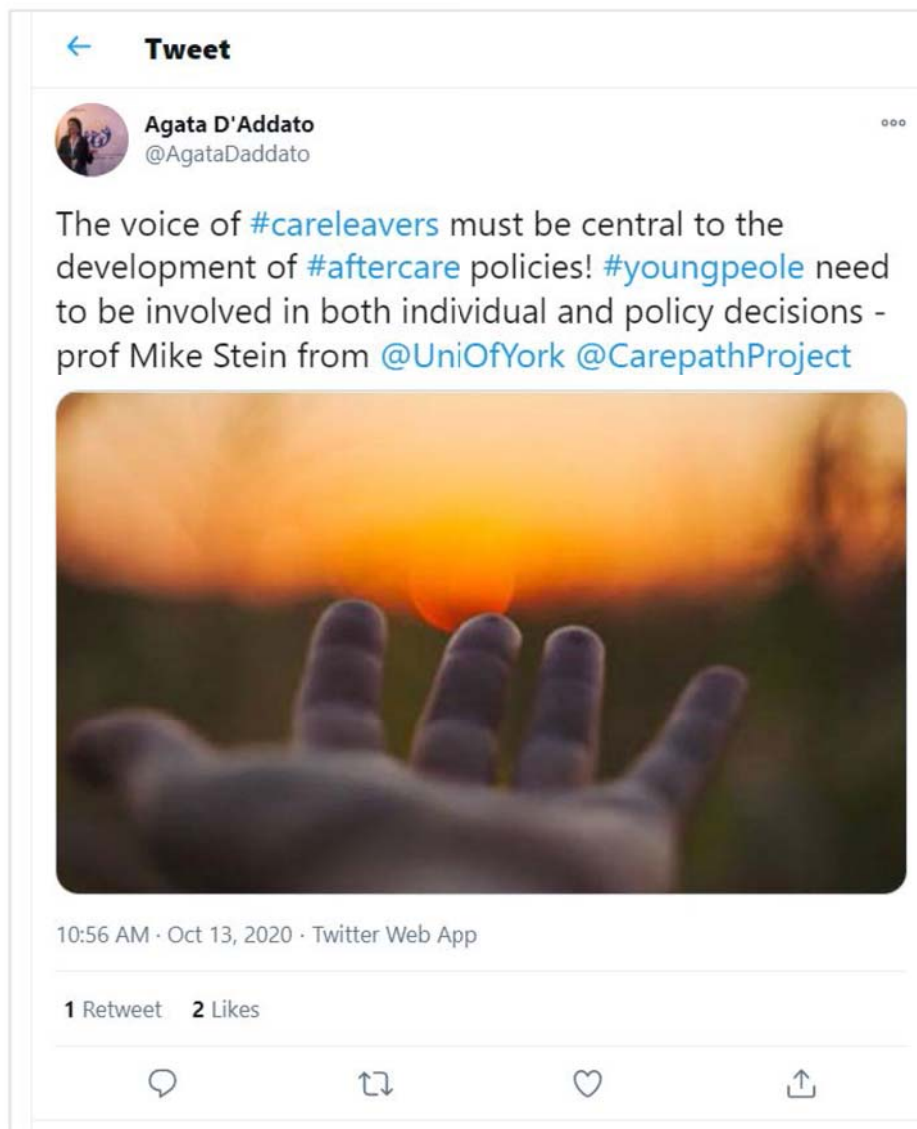 Tweet
Agata D'Addato
@AgataDaddato
The voice of #careleavers must be central to the
development of #aftercare policies! #youngpeole need
to be involved in both individual and policy decisions -
prof Mike Stein from @UniOfYork @CarepathProject
10:56 AM · Oct 13, 2020 · Twitter Web App
1 Retweet 2 Likes